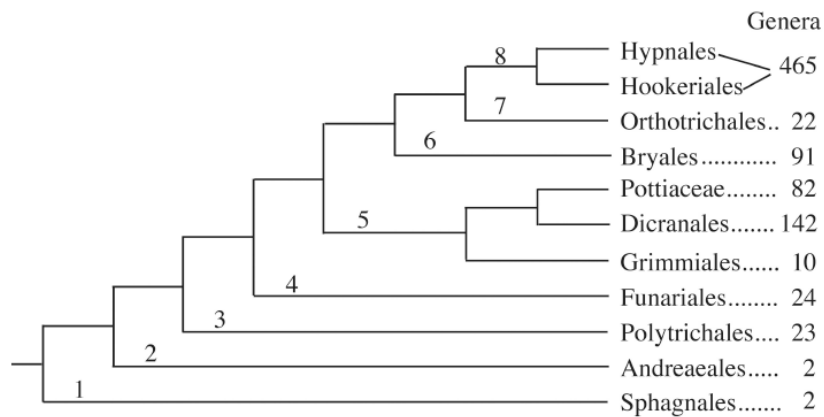 Genera
8 Hypnales
465
Hookeriales
7 Orthotrichales.. 22
6 Bryales ............ 91
Pottiaceae........ 82
5 Dicranales....... 142
Grimmiales...... 10
4 Funariales........ 24
3 Polytrichales.... 23
2 Andreaeales..... 2
1 Sphagnales....... 2